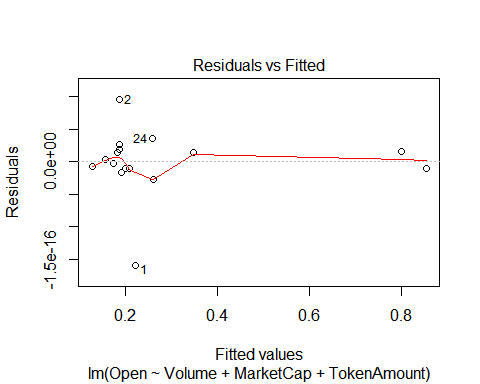 Residuals vs Fitted
Residuals
-1.5e-16
0.0e+00
2
24
1
0.2
0.4
0.6
0.8
Fitted values
lm(Open ~ Volume + MarketCap + TokenAmount)